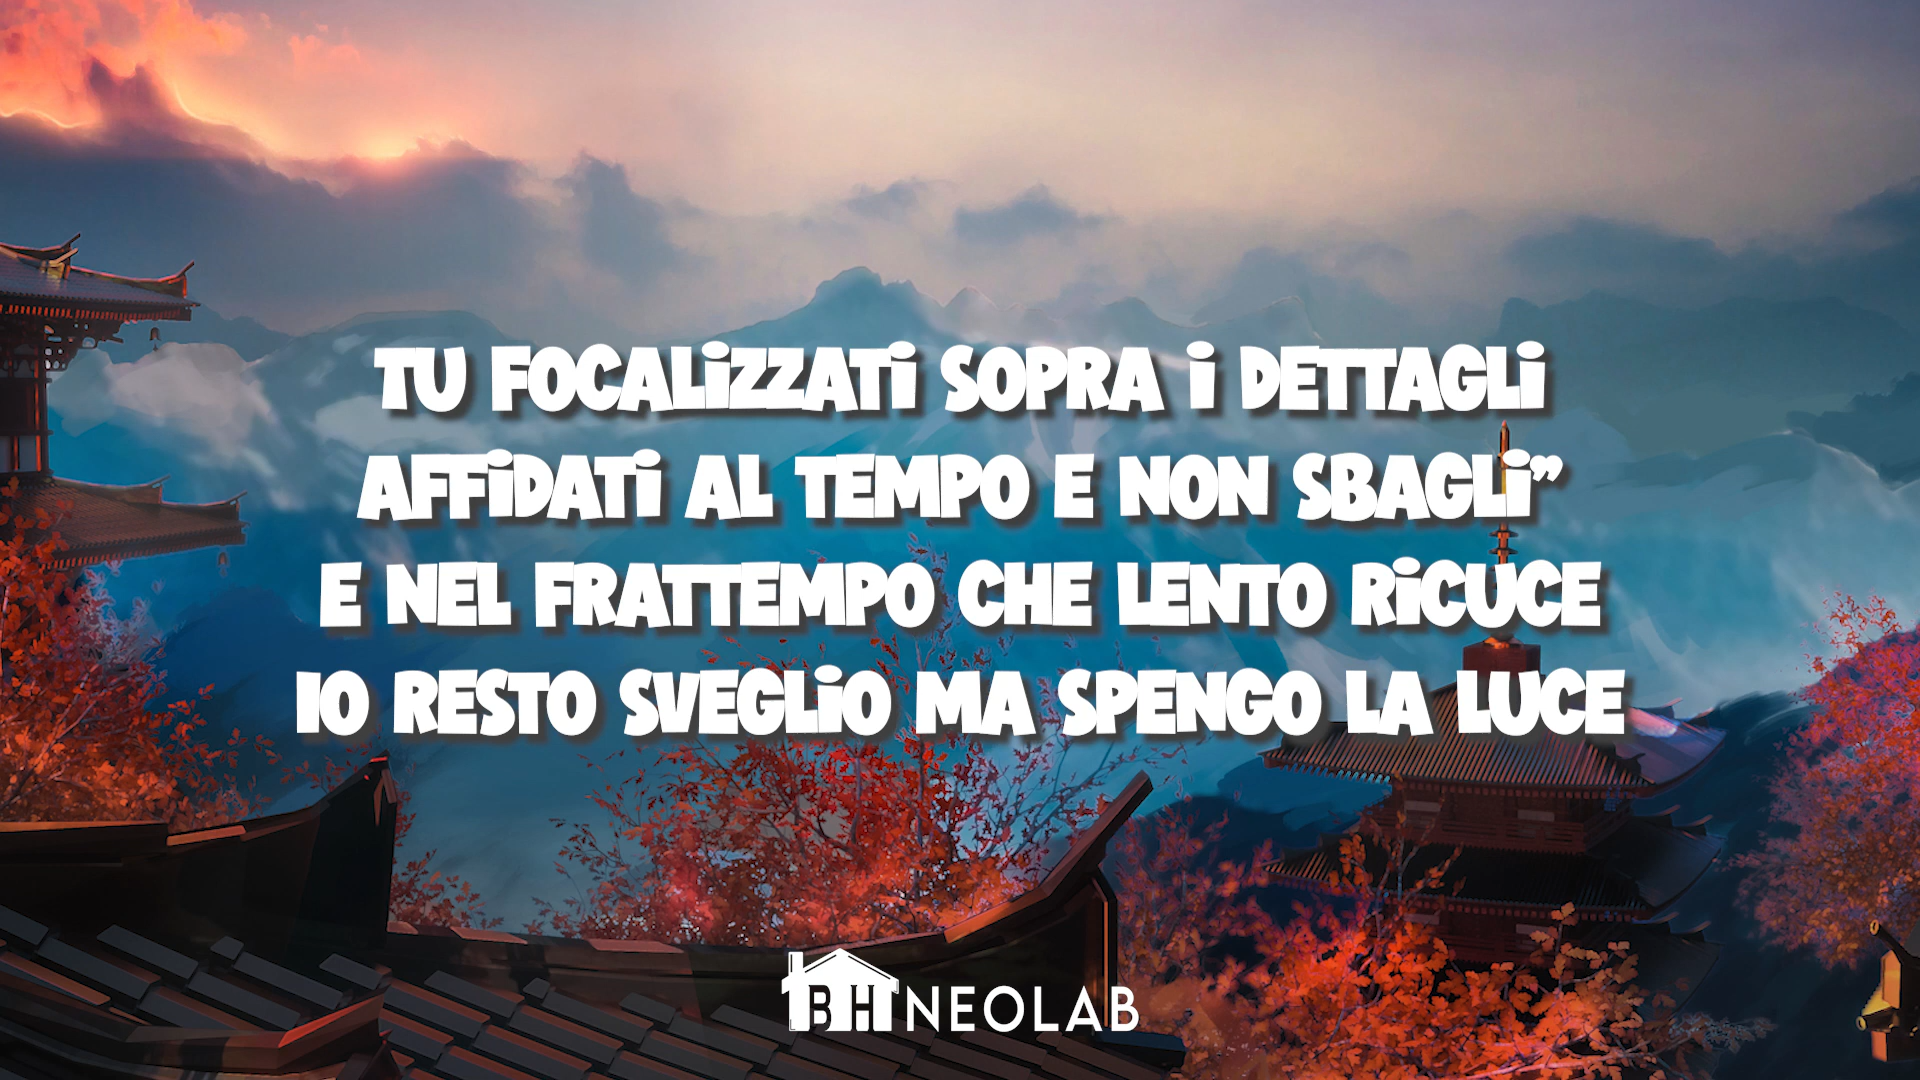 TU FOCALiZZATi SOPRA i DETTAGLi
AFFiDATi AL TEMPO E NON SBAGLi”
E NEL FRATTEMPO CHE LENTO RiCUCE
IO RESTO SVEGLiO MA SPENGO LA LUCE
BH NEOLAB